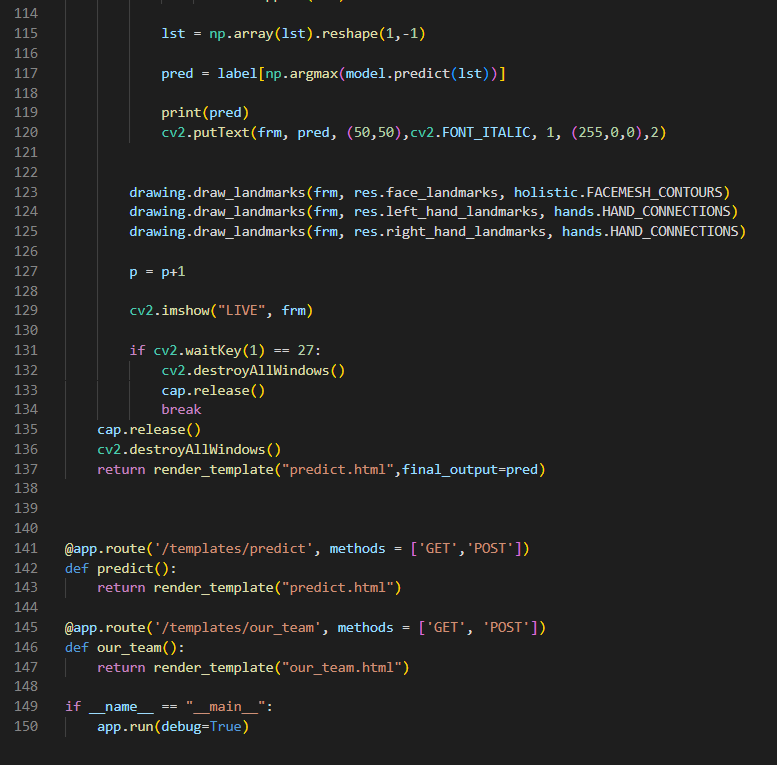 114
115 lst = np.array(lst).reshape(1,-1)
116
117 pred = label[np.argmax(model.predict(lst))]
118
119 print(pred)
120 cv2.putText(frm, pred, (50,50),cv2.FONT_ITALIC, 1, (255,0,0),2)
121
122
123 drawing.draw_landmarks(frm, res.face_landmarks, holistic.FACEMESH_CONTOURS)
124 drawing.draw_landmarks(frm, res.left_hand_landmarks, hands.HAND_CONNECTIONS)
125 drawing.draw_landmarks(frm, res.right_hand_landmarks, hands.HAND_CONNECTIONS)
126
127 p = p+1
128
129 cv2.imshow("LIVE", frm)
130
131 if cv2.waitKey(1) == 27:
132 cv2.destroyAllWindows()
133 cap.release()
134 break
135 cap.release()
136 cv2.destroyAllWindows()
137 return render_template("predict.html",final_output=pred)
138
139
140
141 @app.route('/templates/predict', methods = ['GET','POST'])
142 def predict():
143 return render_template("predict.html")
144
145 @app.route('/templates/our_team', methods = ['GET', 'POST'])
146 def our_team():
147 return render_template("our_team.html")
148
149 if __name__ == "__main__":
150 app.run(debug=True)